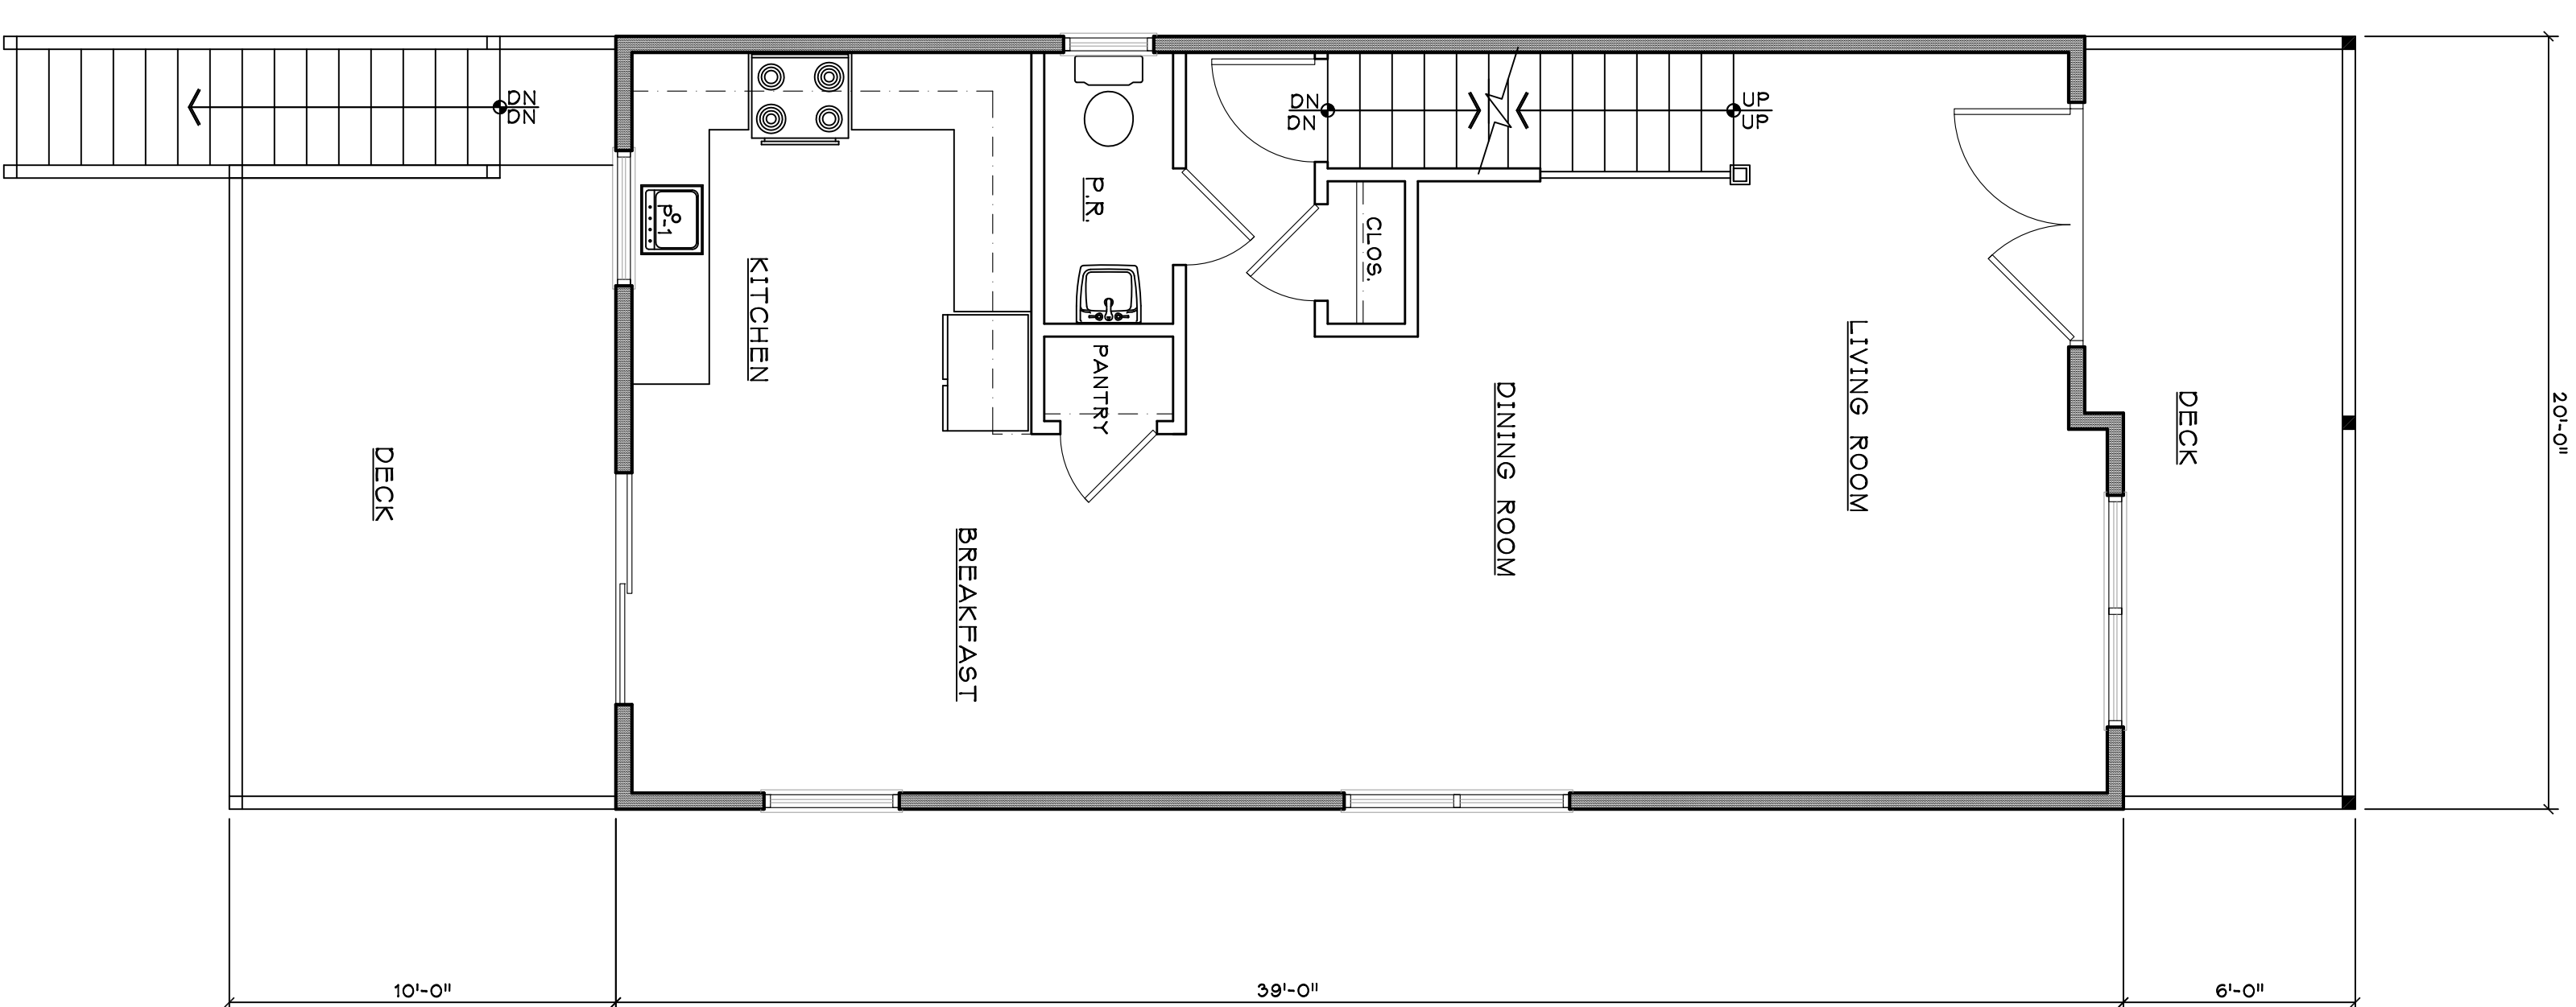 DN
DN
DN
DN
UP
UP
P-1
P.R.
CLOS.
KITCHEN
PANTRY
LIVING ROOM
DINING ROOM
DECK
DECK
BREAKFAST
20'-0"
10'-0"
39'-0"
6'-0"